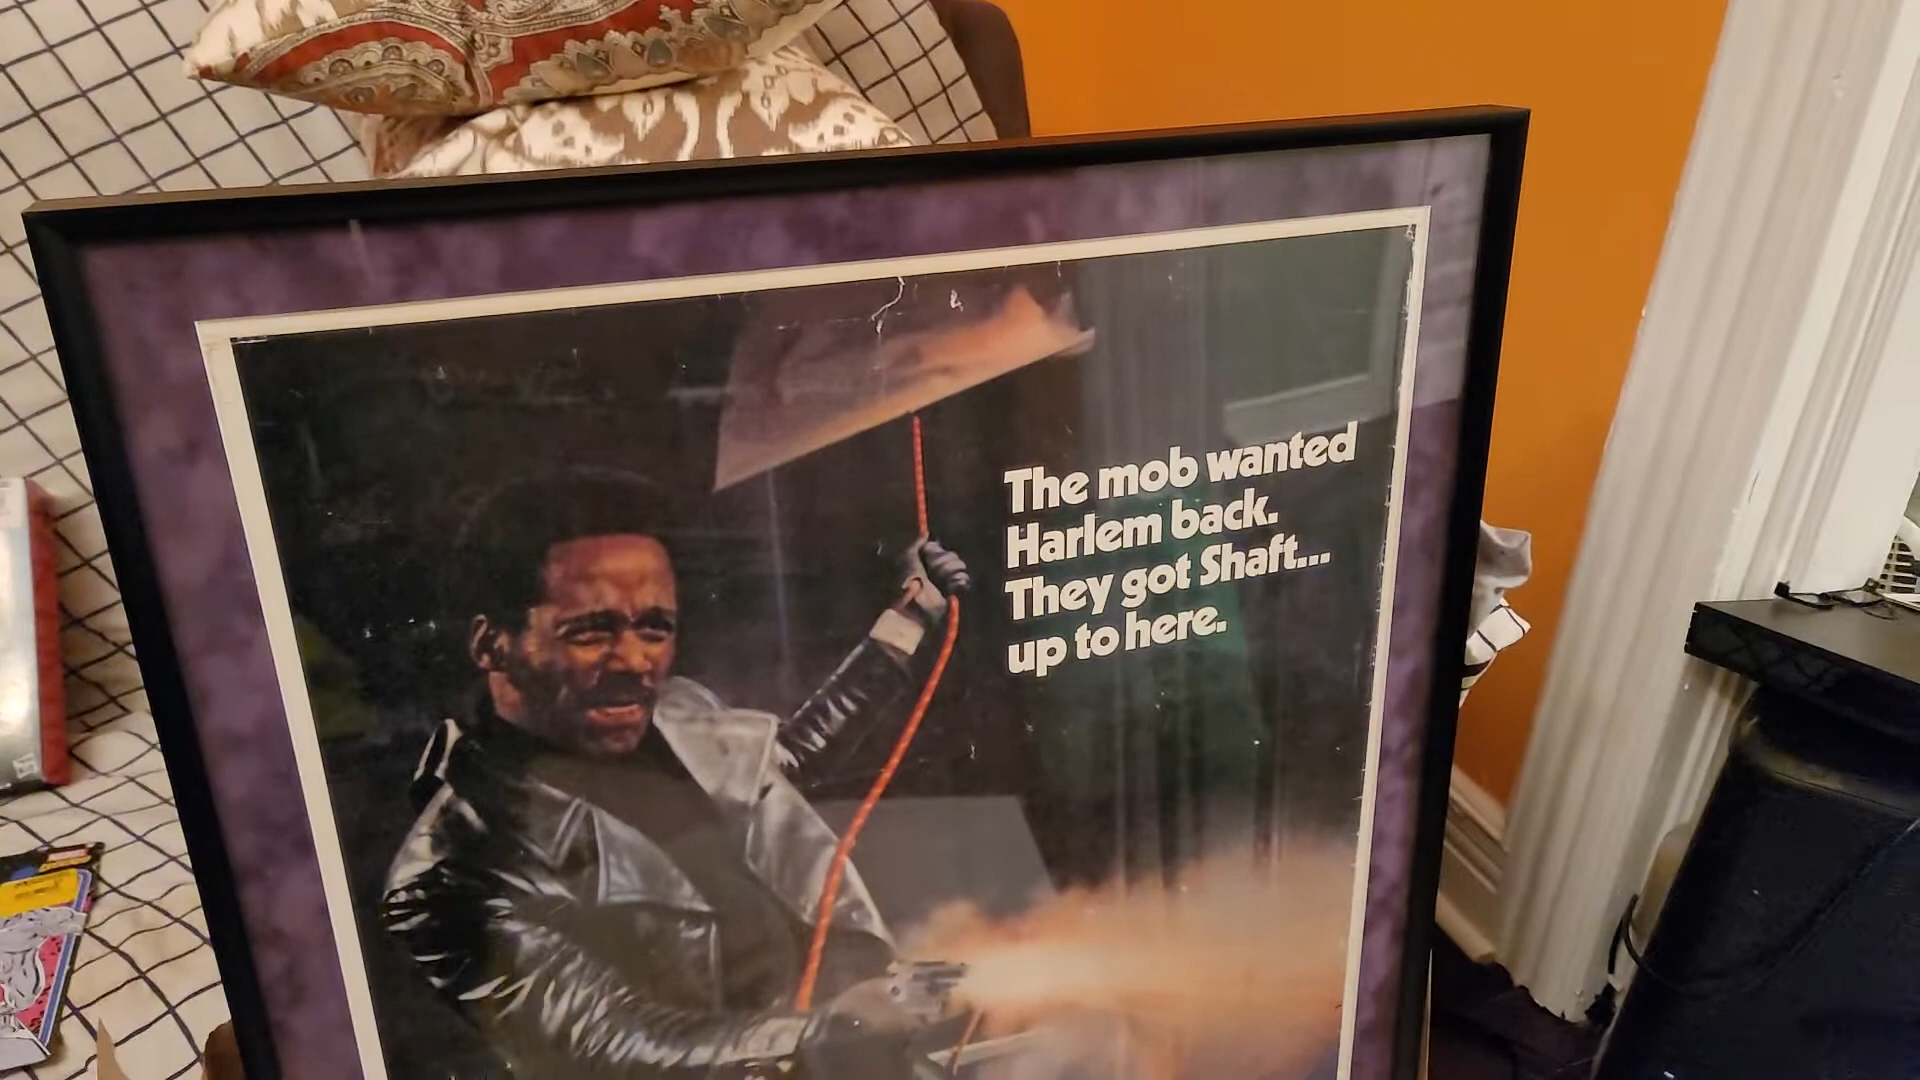 The mob wanted
Harlem back.
They got Shaft...
up to here.